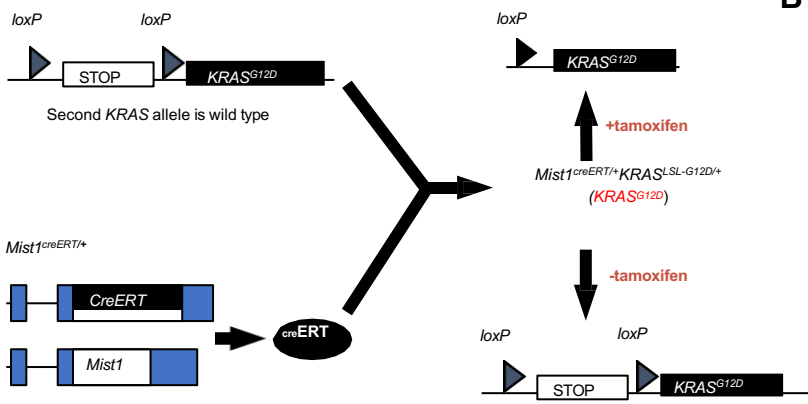 B
loxP loxP
STOP KRASG12D
Second KRAS allele is wild type
Mist1creERT/+
CreERT
Mist1
creERT
loxP
KRASG12D
+tamoxifen
Mist1creERT/+KRASLSL-G12D/+
(KRASG12D)
-tamoxifen
loxP loxP
STOP KRASG12D